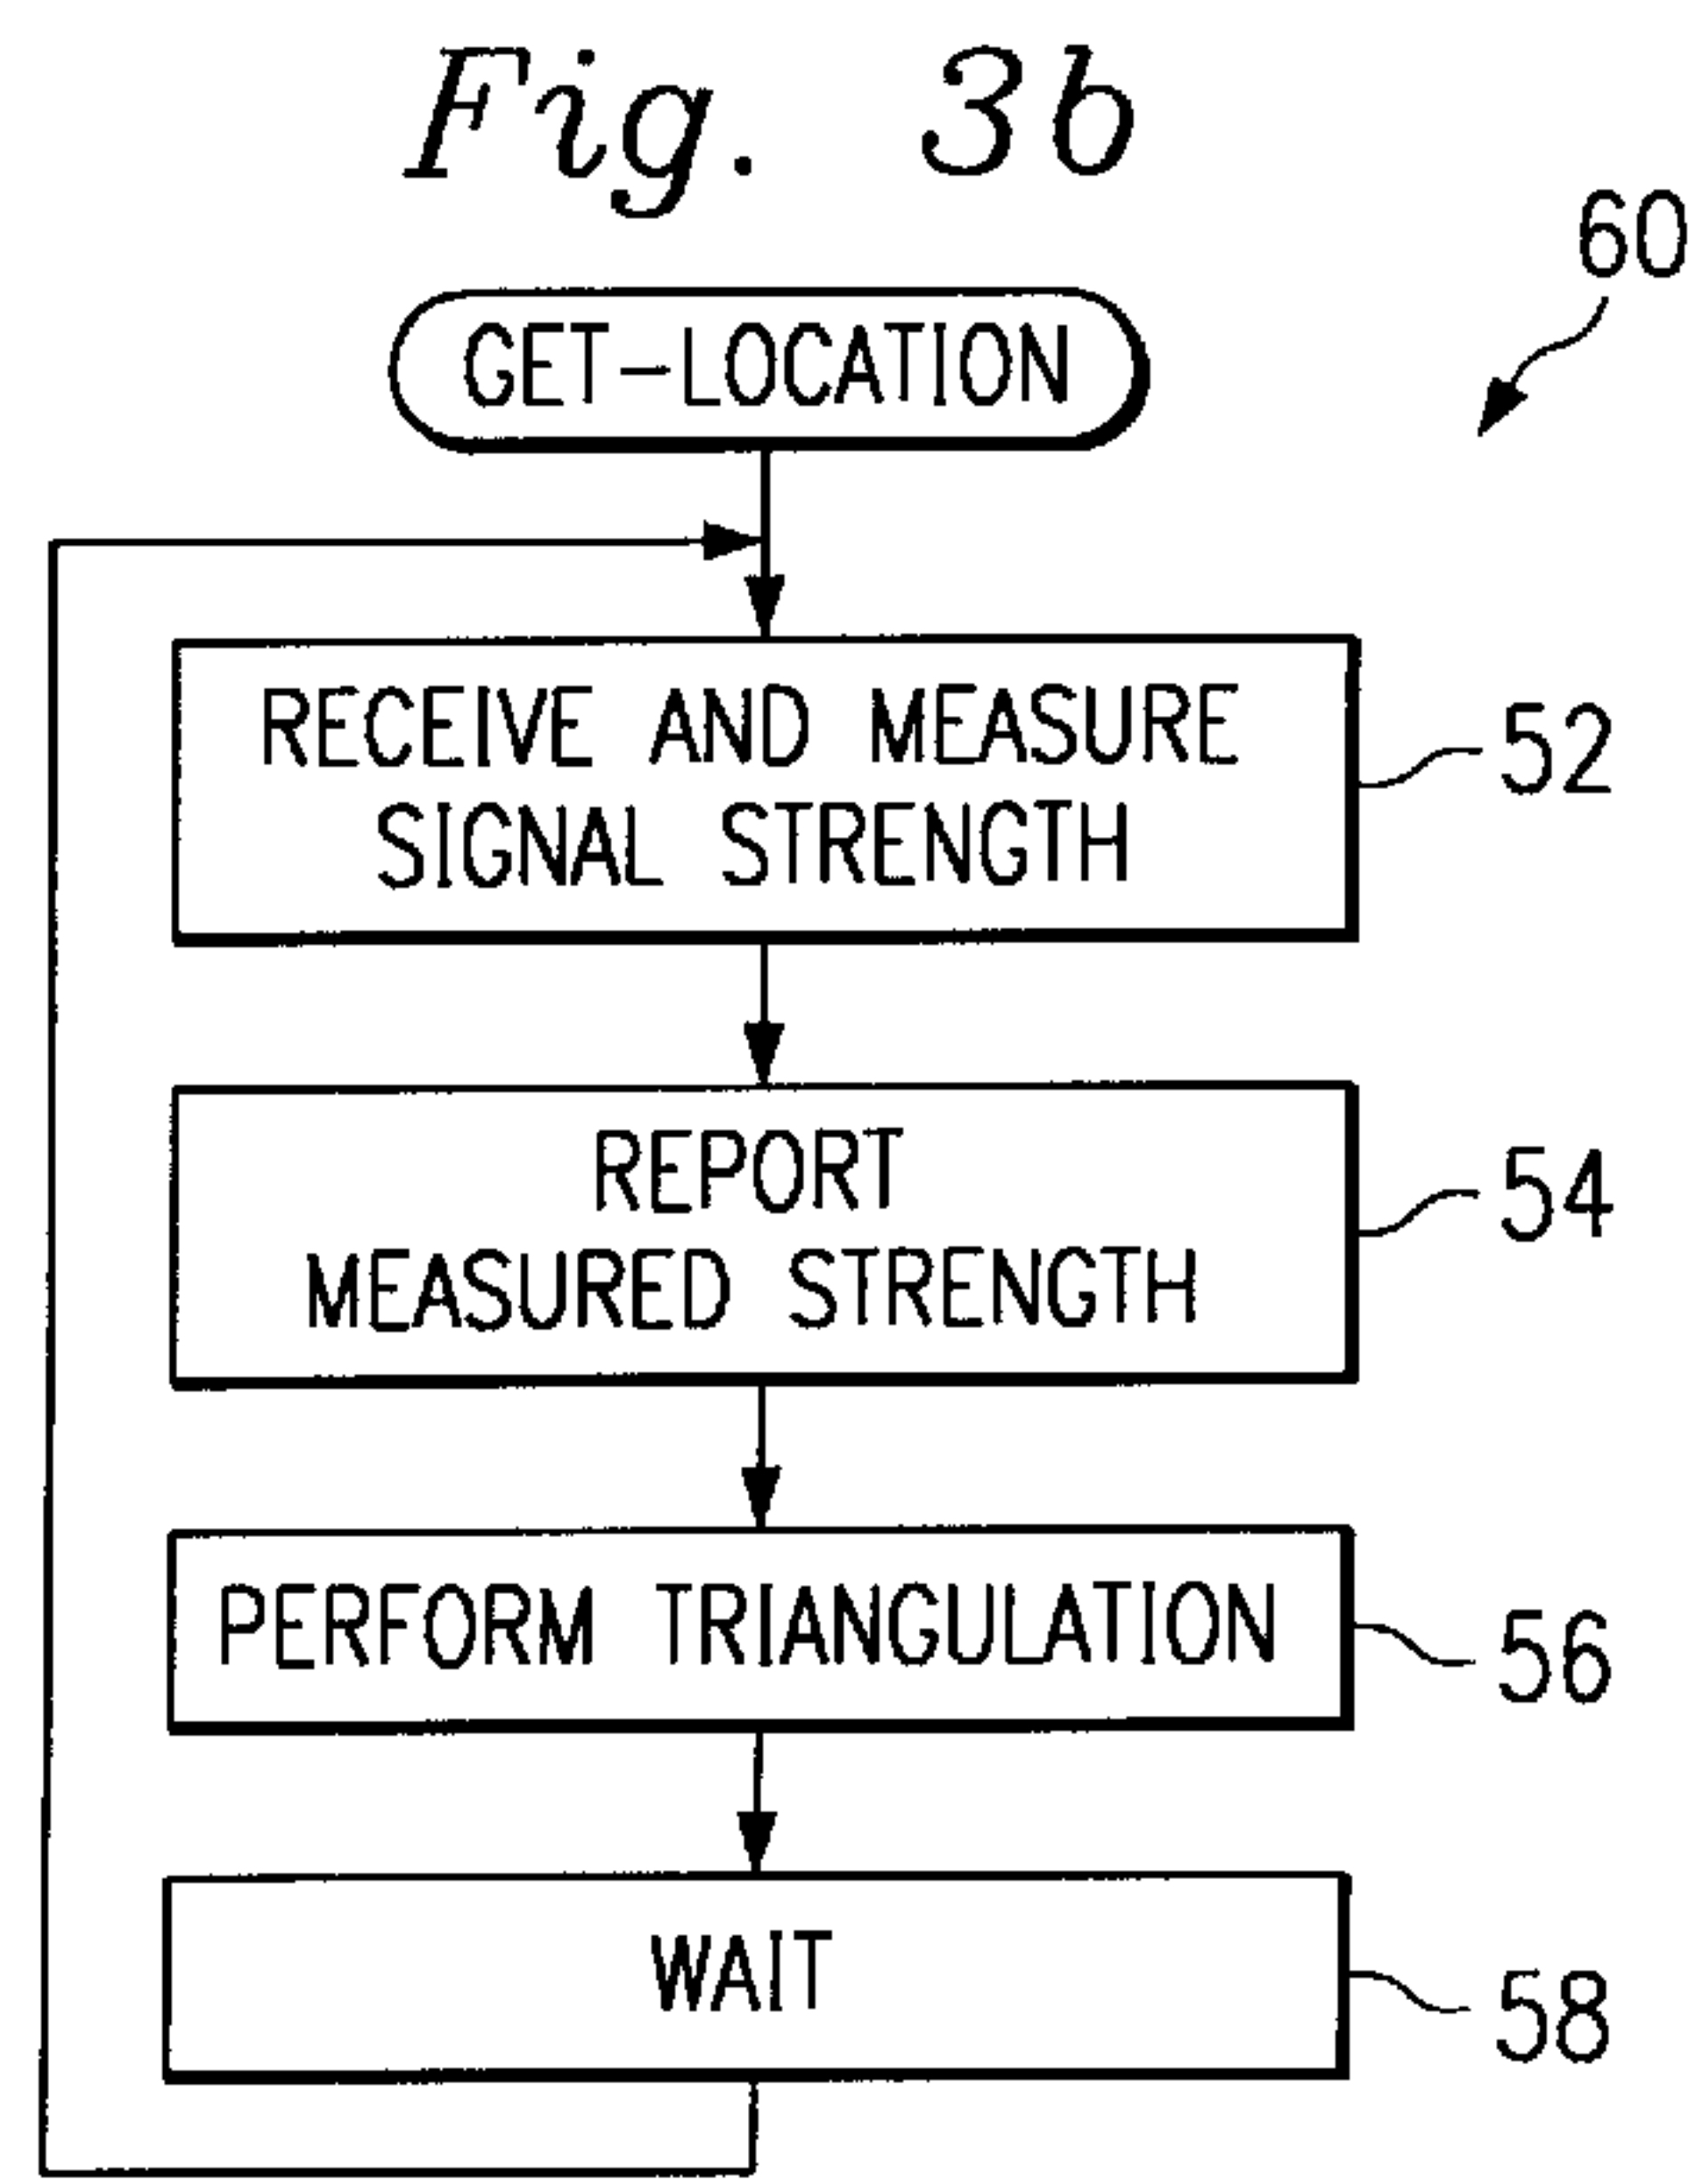 Fig. 3b
60
GET-LOCATION
RECEIVE AND MEASURE
SIGNAL STRENGTH
52
REPORT
MEASURED STRENGTH
54
PERFORM TRIANGULATION
56
WAIT
58